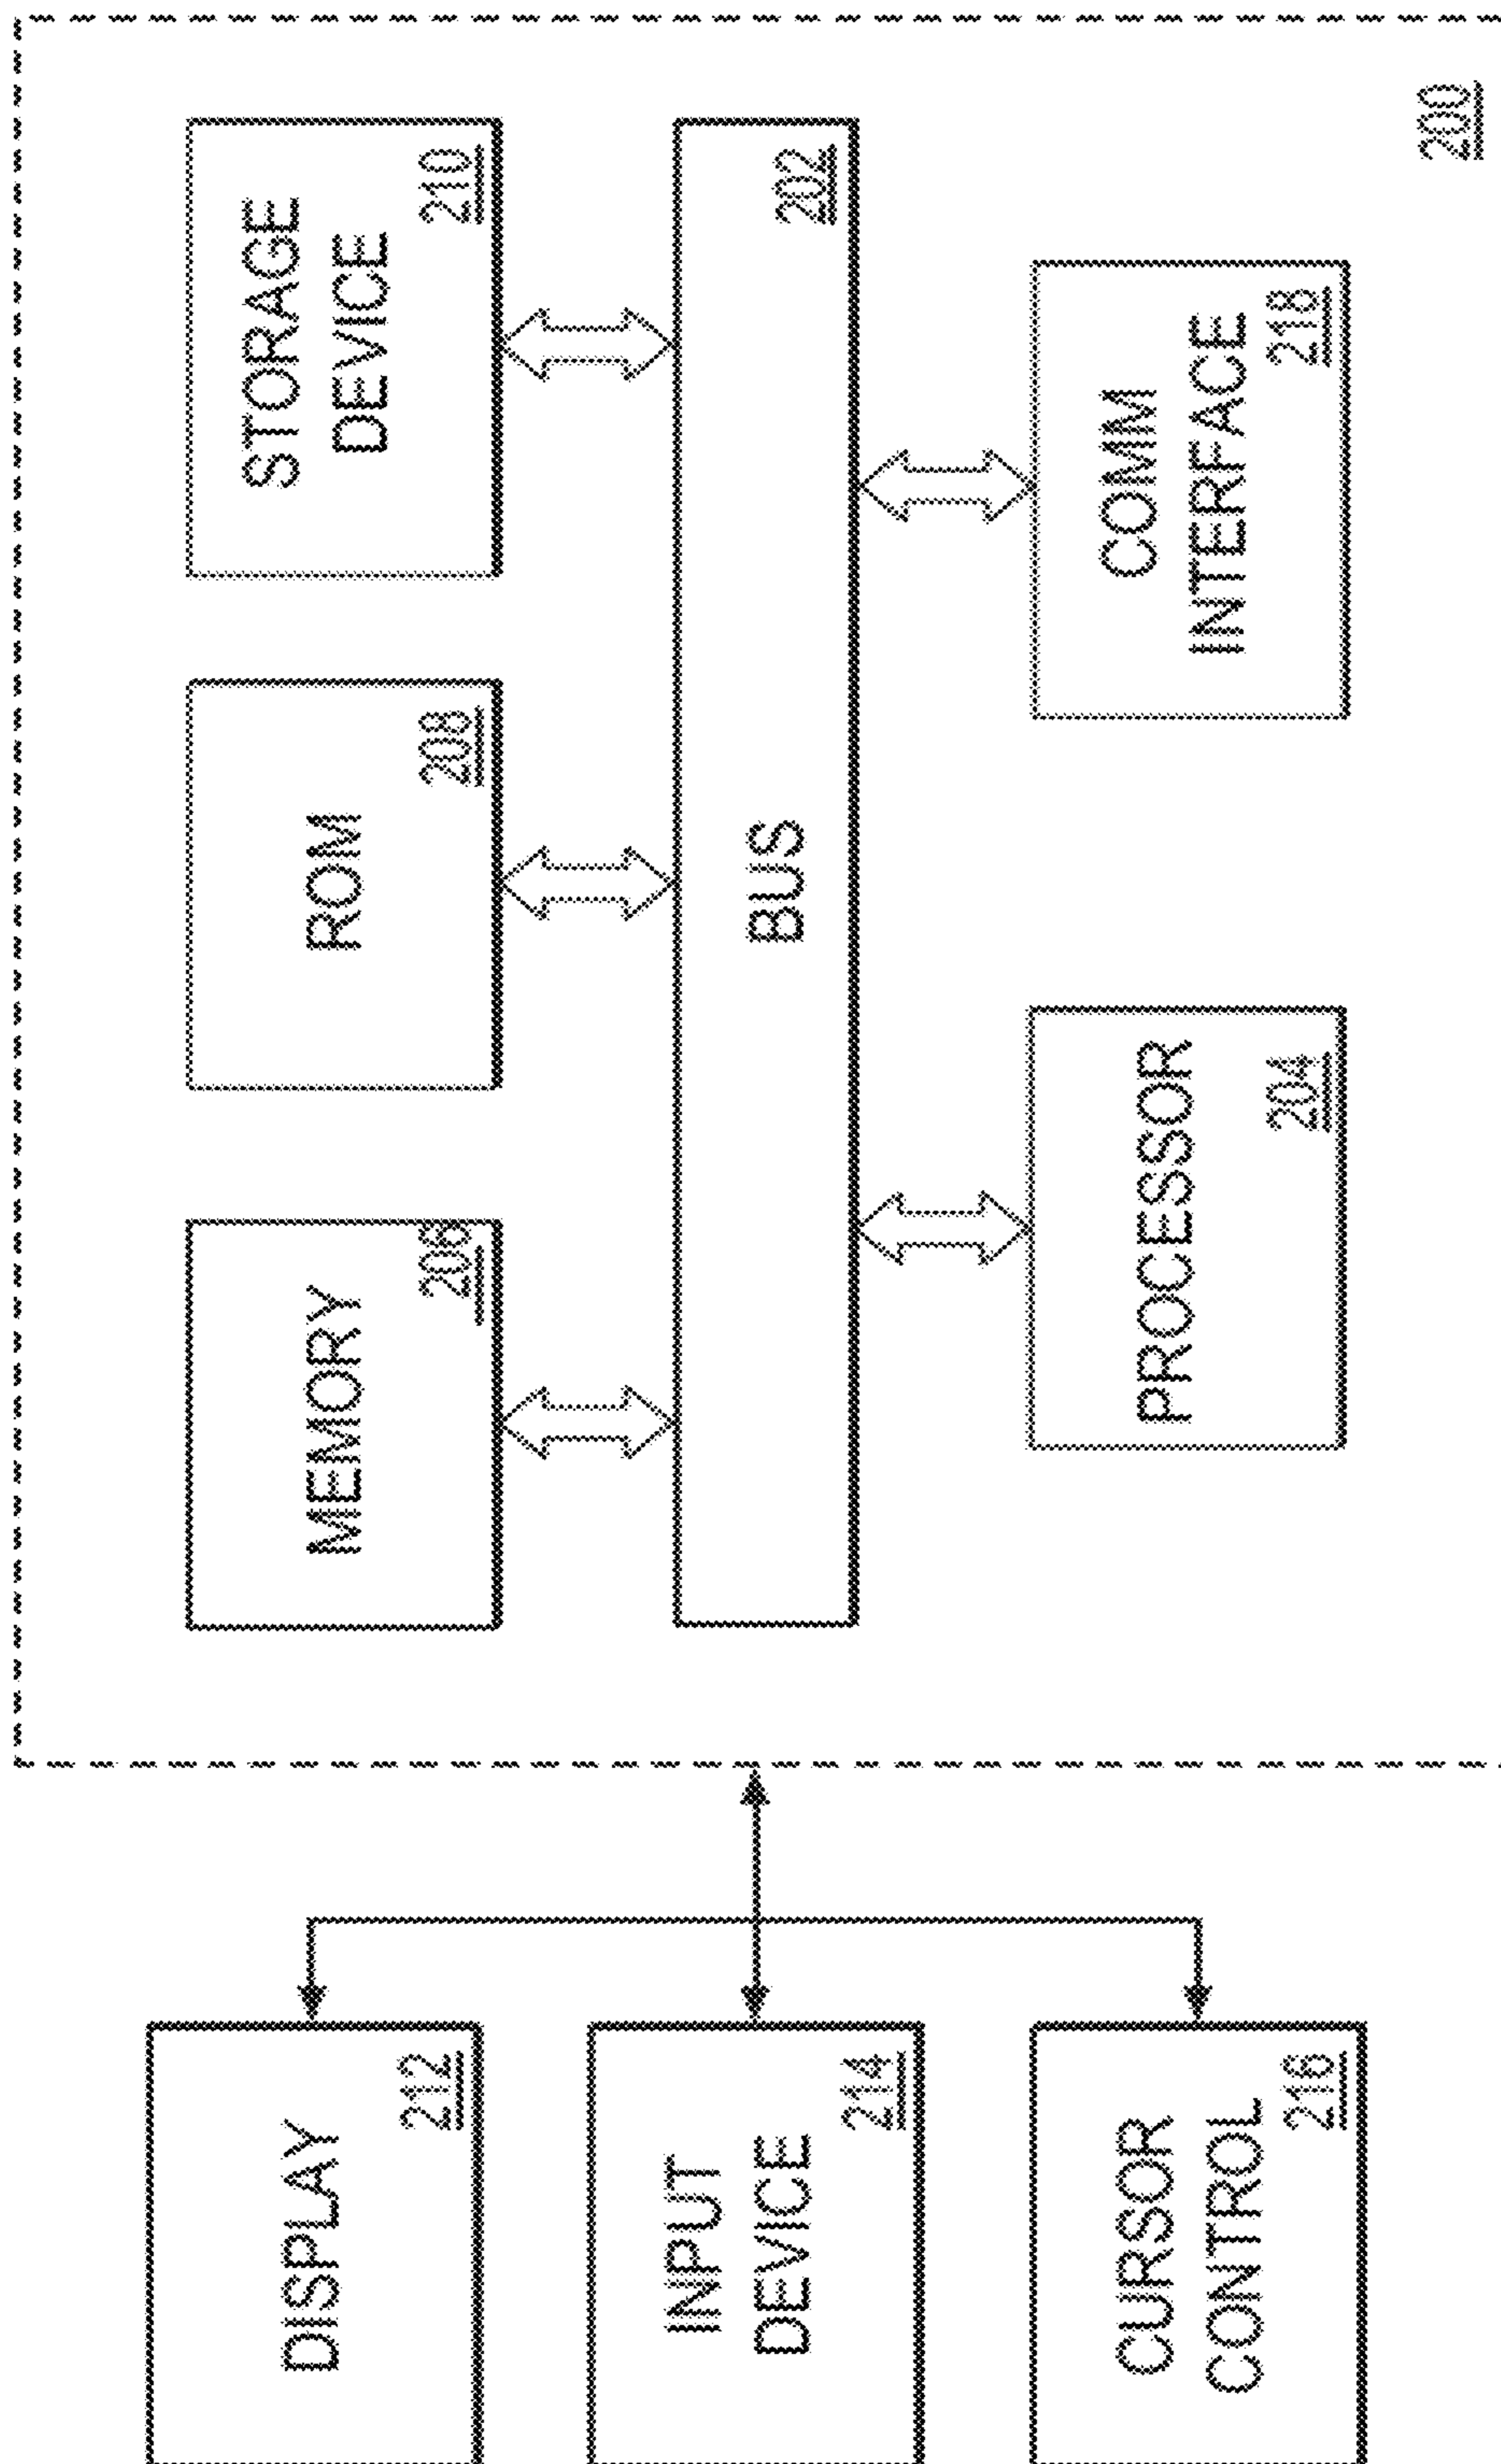 DISPLAY
212
INPUT
DEVICE
214
CURSOR
CONTROL
216
MEMORY
206
ROM
208
STORAGE
DEVICE
210
BUS
202
PROCESSOR
204
COMM
INTERFACE
218
200